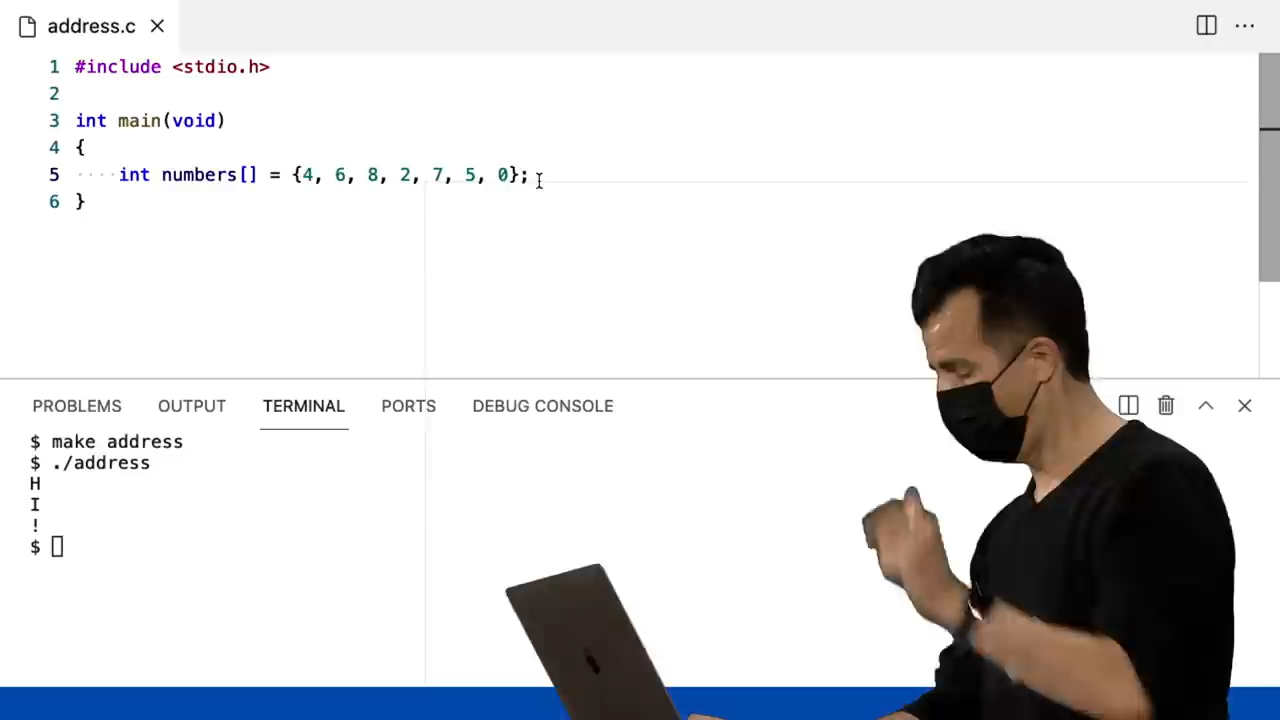 address.c
1 #include <stdio.h>
2
3 int main(void)
4 {
5 ····int numbers[] = {4, 6, 8, 2, 7, 5, 0};
6 }
PROBLEMS OUTPUT TERMINAL PORTS DEBUG CONSOLE
$ make address
$ ./address
H
I
!
$